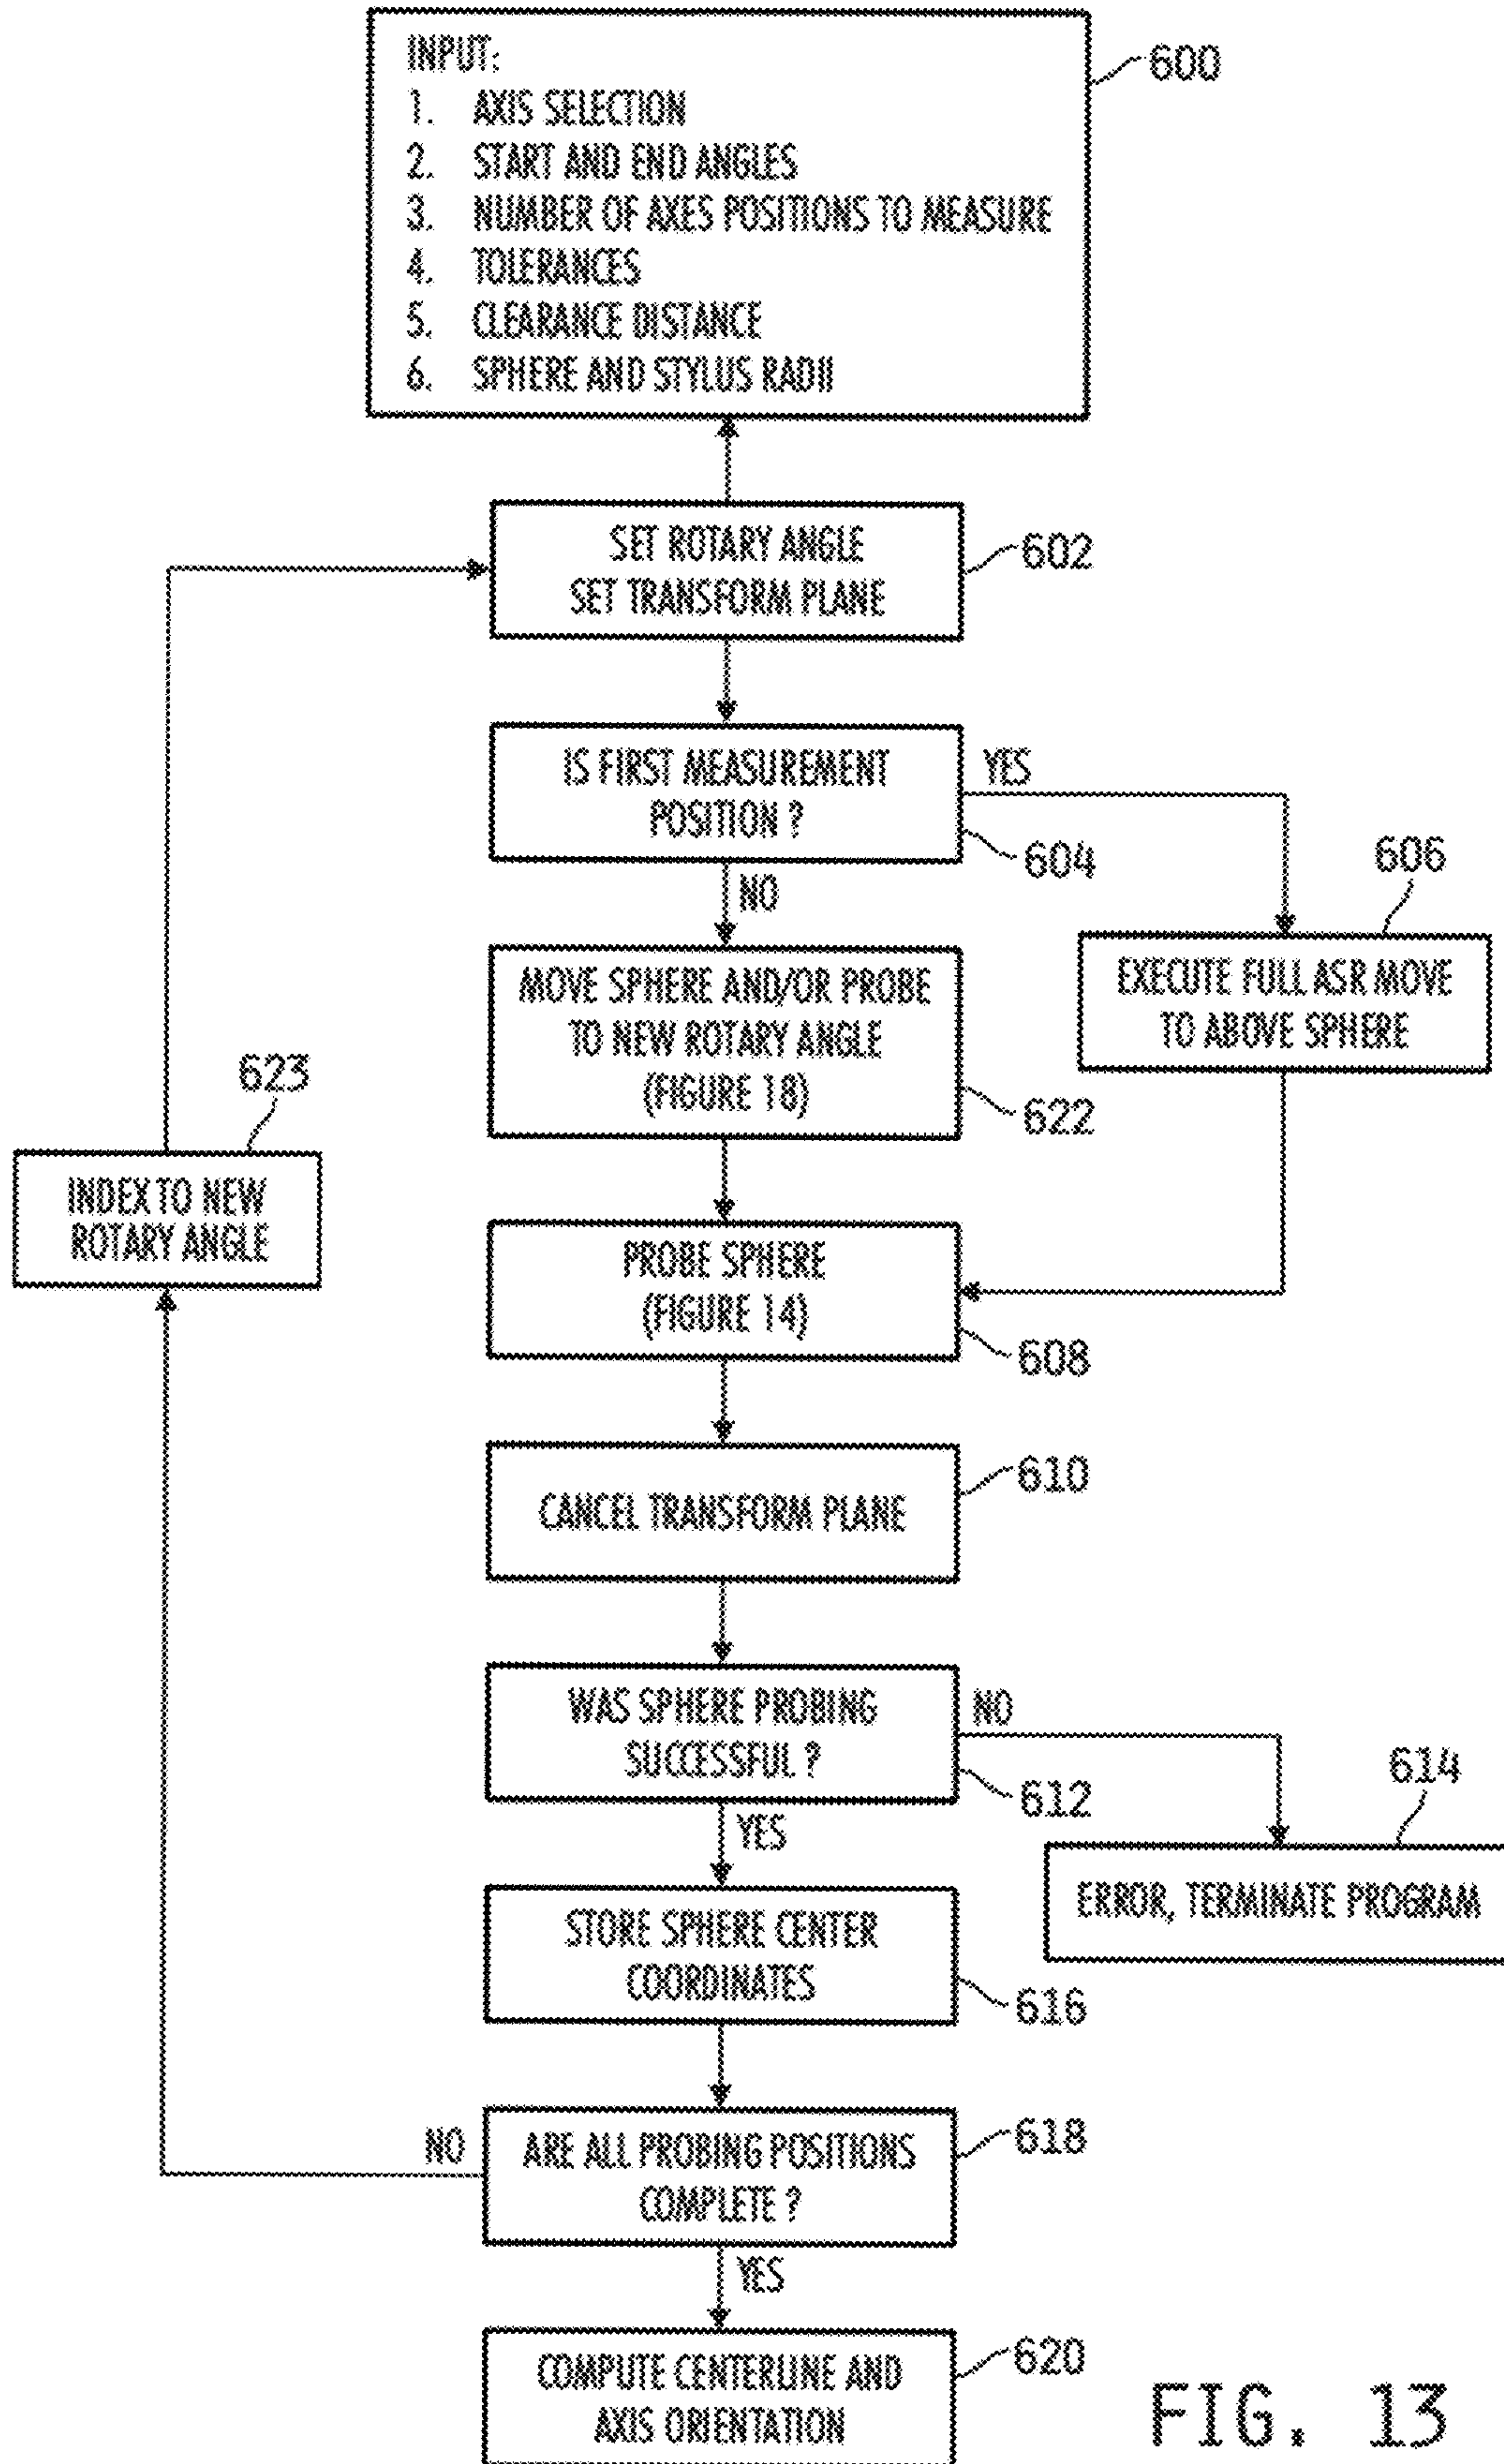 INPUT:
1. AXIS SELECTION
2. START AND END ANGLES
3. NUMBER OF AXES POSITIONS TO MEASURE
4. TOLERANCES
5. CLEARANCE DISTANCE
6. SPHERE AND STYLUS RADII
600
SET ROTARY ANGLE
SET TRANSFORM PLANE
602
IS FIRST MEASUREMENT
POSITION ?
YES
604
NO
606
EXECUTE FULL ASR MOVE
TO ABOVE SPHERE
MOVE SPHERE AND/OR PROBE
TO NEW ROTARY ANGLE
(FIGURE 18)
622
623
INDEX TO NEW
ROTARY ANGLE
PROBE SPHERE
(FIGURE 14)
608
CANCEL TRANSFORM PLANE
610
WAS SPHERE PROBING
SUCCESSFUL ?
NO
612
YES
614
ERROR, TERMINATE PROGRAM
STORE SPHERE CENTER
COORDINATES
616
ARE ALL PROBING POSITIONS
COMPLETE ?
618
NO
YES
COMPUTE CENTERLINE AND
AXIS ORIENTATION
620
FIG. 13